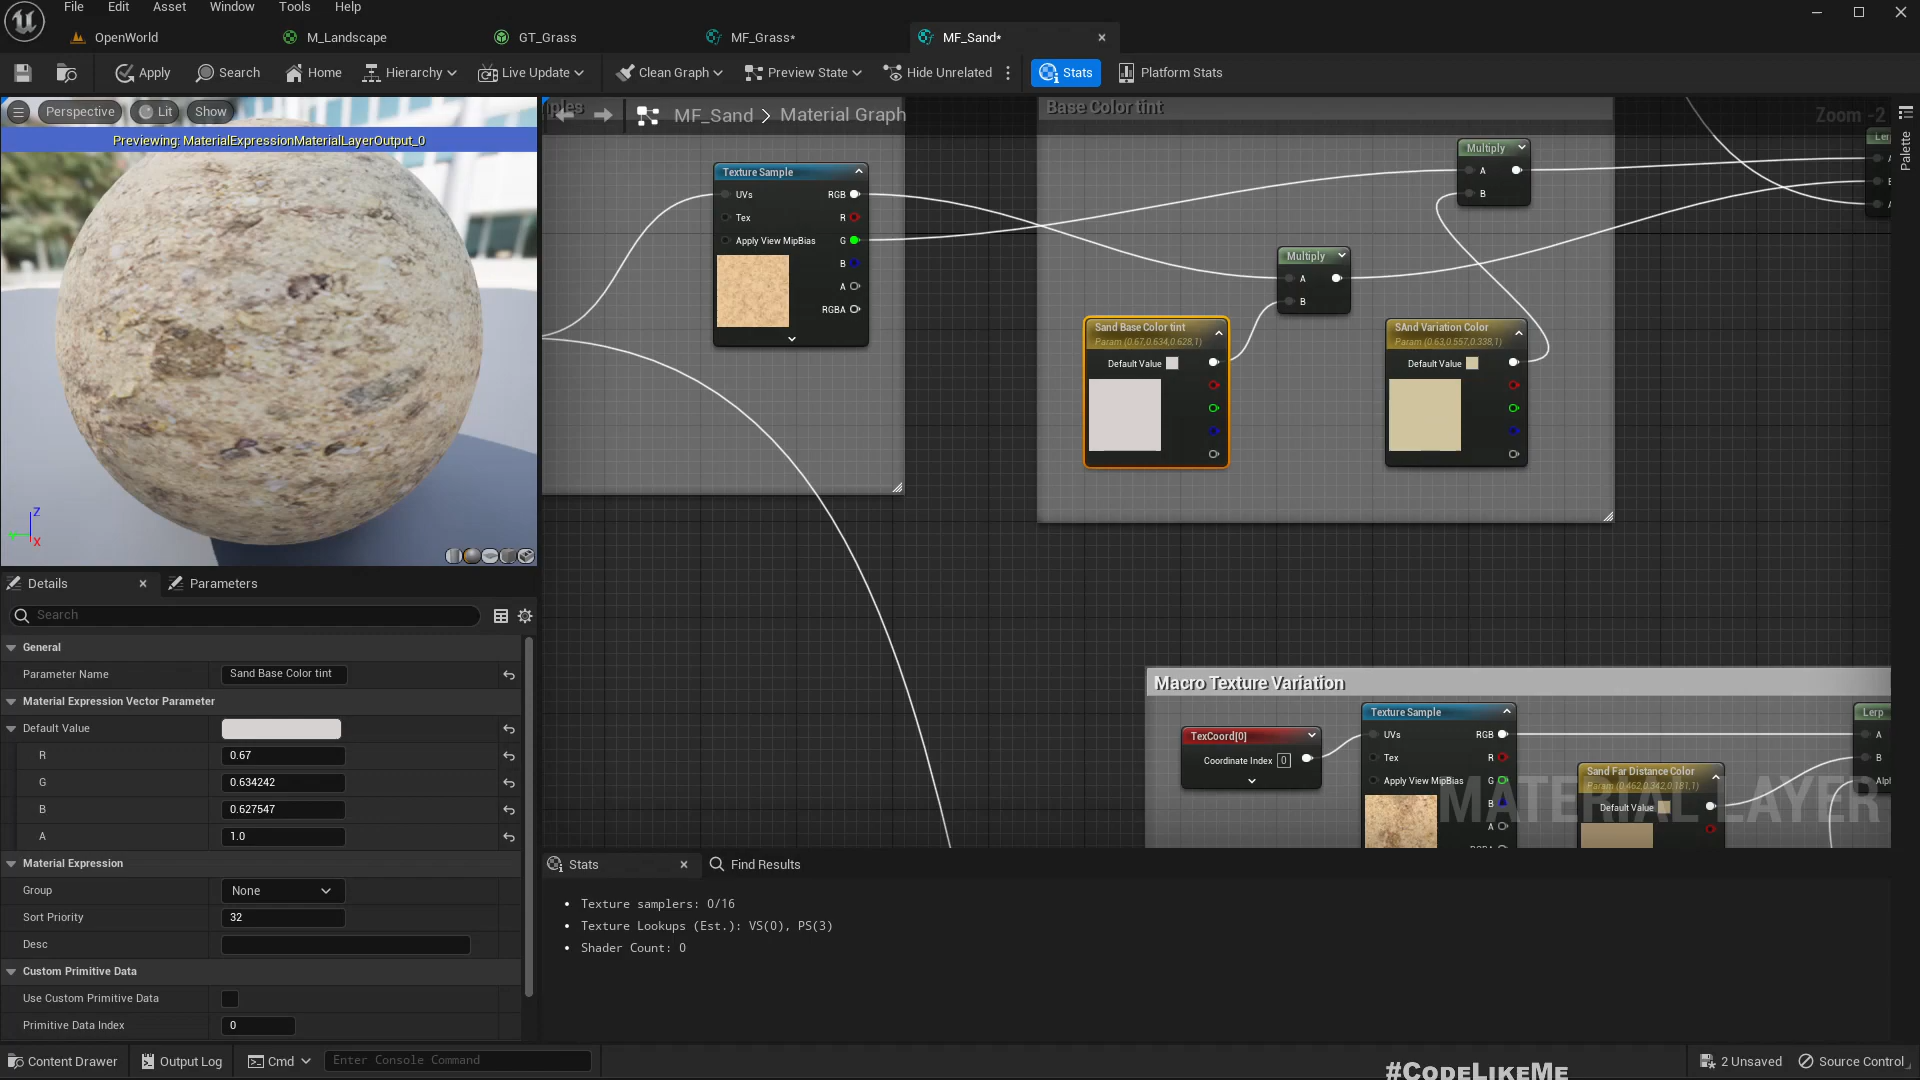 File Edit Asset Window Tools Help
OpenWorld M_Landscape GT_Grass MF_Grass* MF_Sand*
Apply Search Home Hierarchy Live Update Clean Graph Preview State Hide Unrelated Stats Platform Stats
Perspective Lit Show
Previewing: MaterialExpressionMaterialLayerOutput_0
MF_Sand > Material Graph
Base Color tint
Zoom -2
Palette
Multiply
A
B
Texture Sample
UVs RGB
Tex R
Apply View MipBias G
B
A
RGBA
Multiply
A
B
Sand Base Color tint
Param (0.67,0.634,0.628,1)
Default Value
SAnd Variation Color
Param (0.63,0.557,0.338,1)
Default Value
Z
X
Details Parameters
Search
General
Parameter Name Sand Base Color tint
Material Expression Vector Parameter
Default Value
R 0.67
G 0.634242
B 0.627547
A 1.0
Material Expression
Group None
Sort Priority 32
Desc
Custom Primitive Data
Use Custom Primitive Data
Primitive Data Index 0
Macro Texture Variation
TexCoord[0]
Coordinate Index 0
Texture Sample
UVs RGB
Tex R
Apply View MipBias G
B
A
Sand Far Distance Color
Param (0.462,0.342,0.181,1)
Default Value
Lerp
A
B
MATERIAL LAYER
Stats Find Results
Texture samplers: 0/16
Texture Lookups (Est.): VS(0), PS(3)
Shader Count: 0
Content Drawer Output Log Cmd Enter Console Command 2 Unsaved Source Control
#CODELIKEME